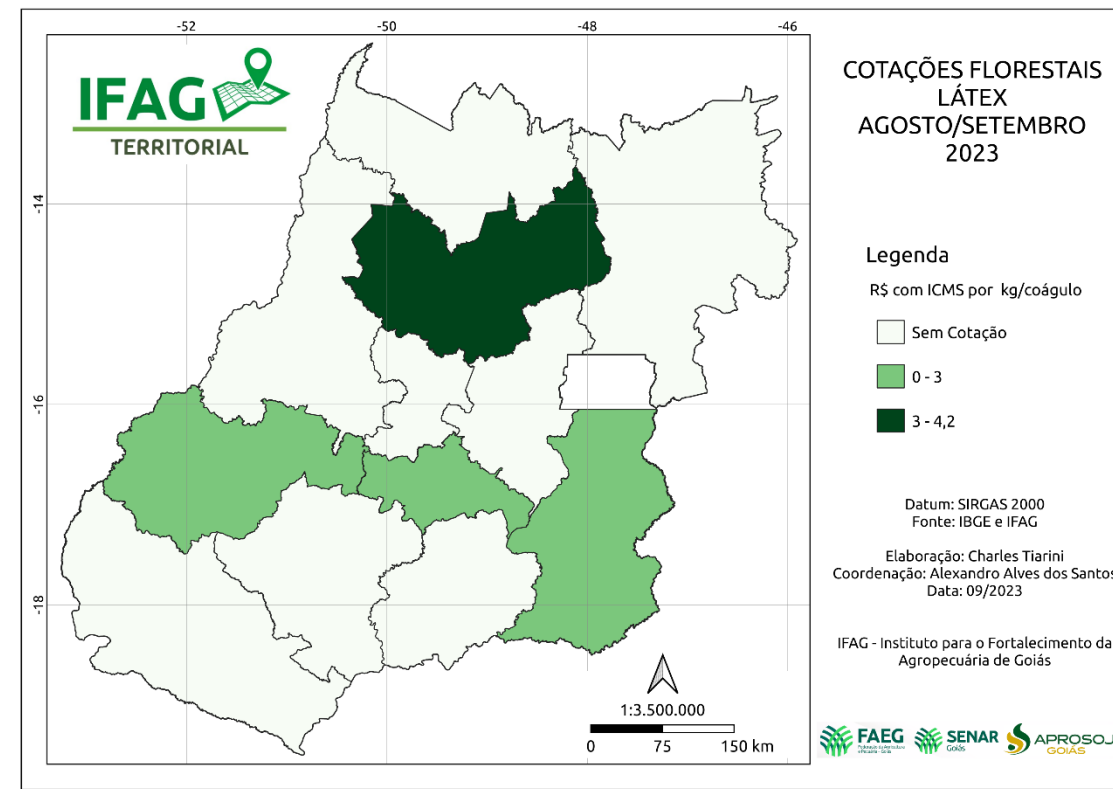 -52
-50
-48
-46
-14
-16
-18
IFAG
TERRITORIAL
COTAÇÕES FLORESTAIS
LÁTEX
AGOSTO/SETEMBRO
2023
Legenda
R$ com ICMS por kg/coágulo
Sem Cotação
0 - 3
3 - 4,2
Datum: SIRGAS 2000
Fonte: IBGE e IFAG
Elaboração: Charles Tiarini
Coordenação: Alexandro Alves dos Santos
Data: 09/2023
IFAG - Instituto para o Fortalecimento da
Agropecuária de Goiás
1:3.500.000
0 75 150 km
FAEG
SENAR
Goiás
APROSOJ
GOIÁS